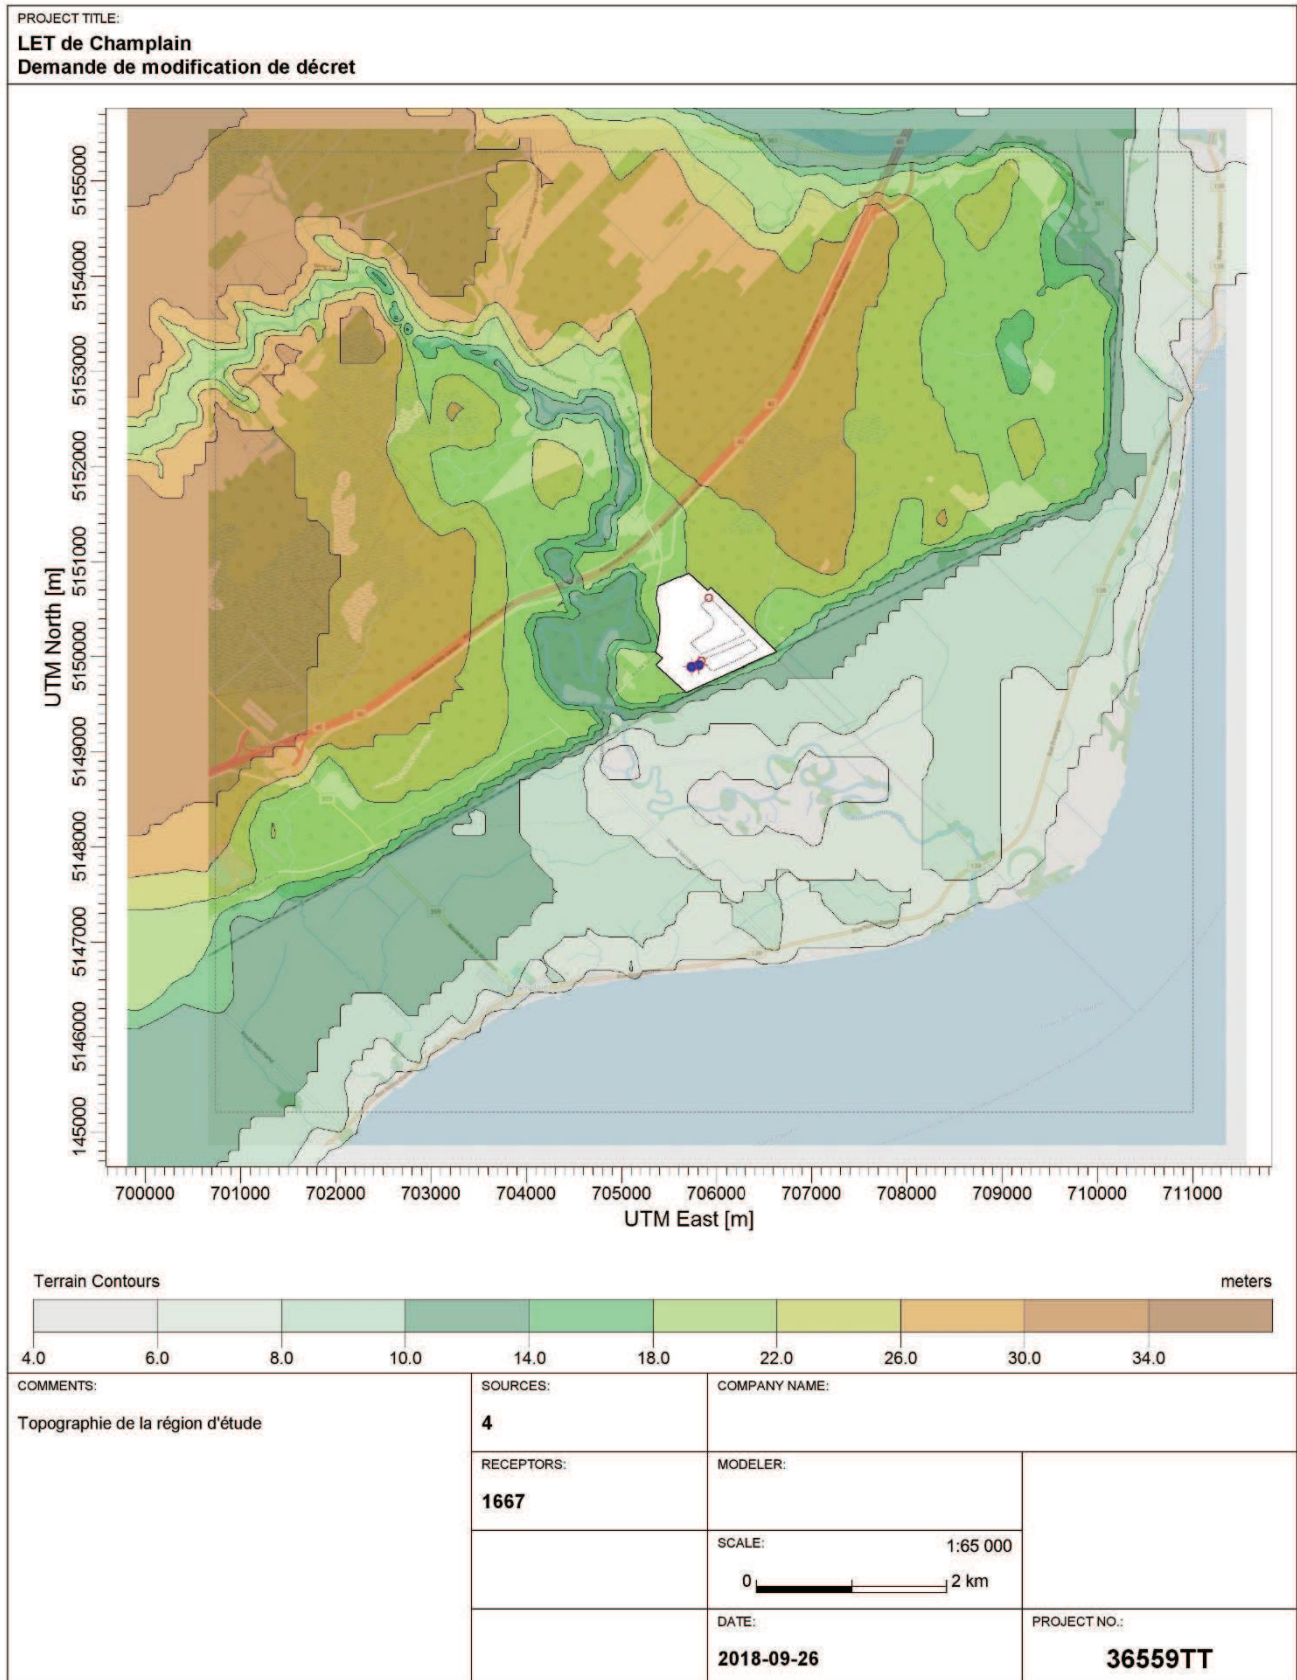 PROJECT TITLE:
LET de Champlain
Demande de modification de décret
UTM North [m]
5155000
5154000
5153000
5152000
5151000
5150000
5149000
5148000
5147000
5146000
145000
700000 701000 702000 703000 704000 705000 706000 707000 708000 709000 710000 711000
UTM East [m]
Terrain Contours meters
4.0 6.0 8.0 10.0 14.0 18.0 22.0 26.0 30.0 34.0
COMMENTS:
Topographie de la région d'étude
SOURCES:
4
COMPANY NAME:
RECEPTORS:
1667
MODELER:
SCALE: 1:65 000
0 2 km
DATE:
2018-09-26
PROJECT NO.:
36559TT